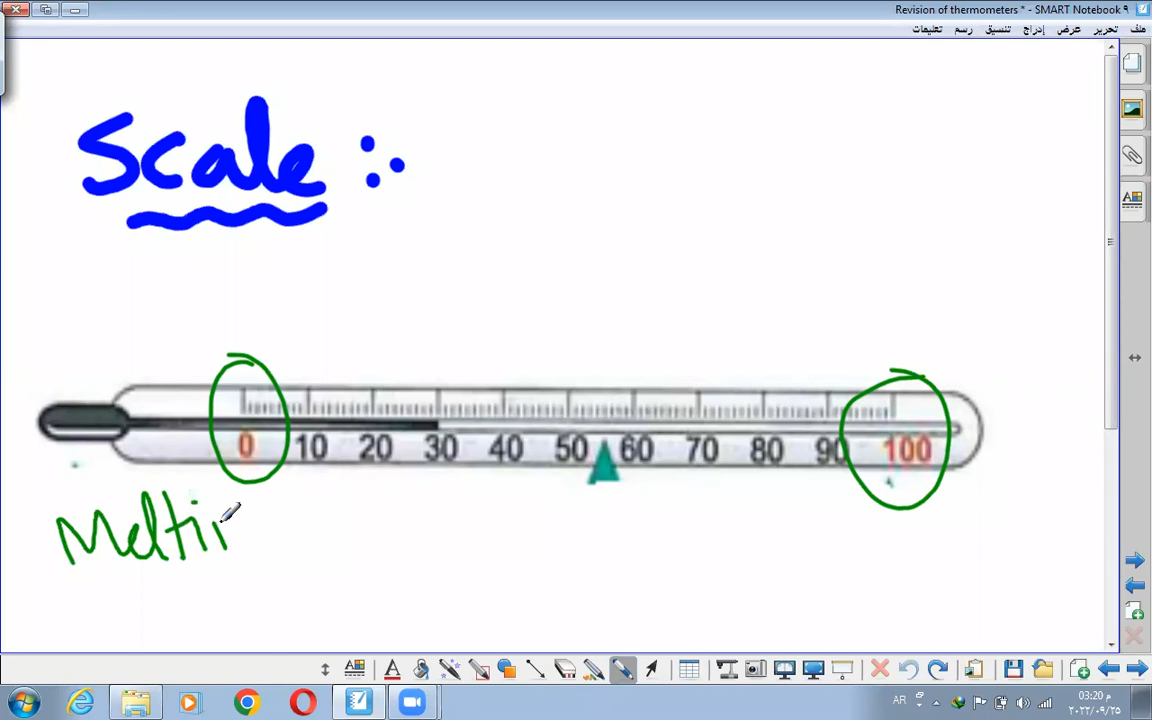 Revision of thermometers * - SMART Notebook ٩
ملف تحرير عرض إدراج تنسيق رسم تعليمات
Scale :
0 10 20 30 40 50 60 70 80 90 100
Meltin
AR
03:20 م
٢٠٢٢/٠٩/٢٥